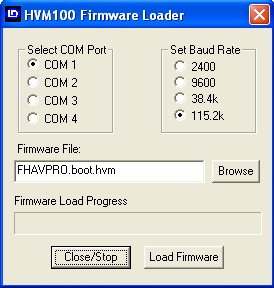 LD HVM100 Firmware Loader
Select COM Port
COM 1
COM 2
COM 3
COM 4
Set Baud Rate
2400
9600
38.4k
115.2k
Firmware File:
FHAVPRO.boot.hvm
Browse
Firmware Load Progress
Close/Stop
Load Firmware